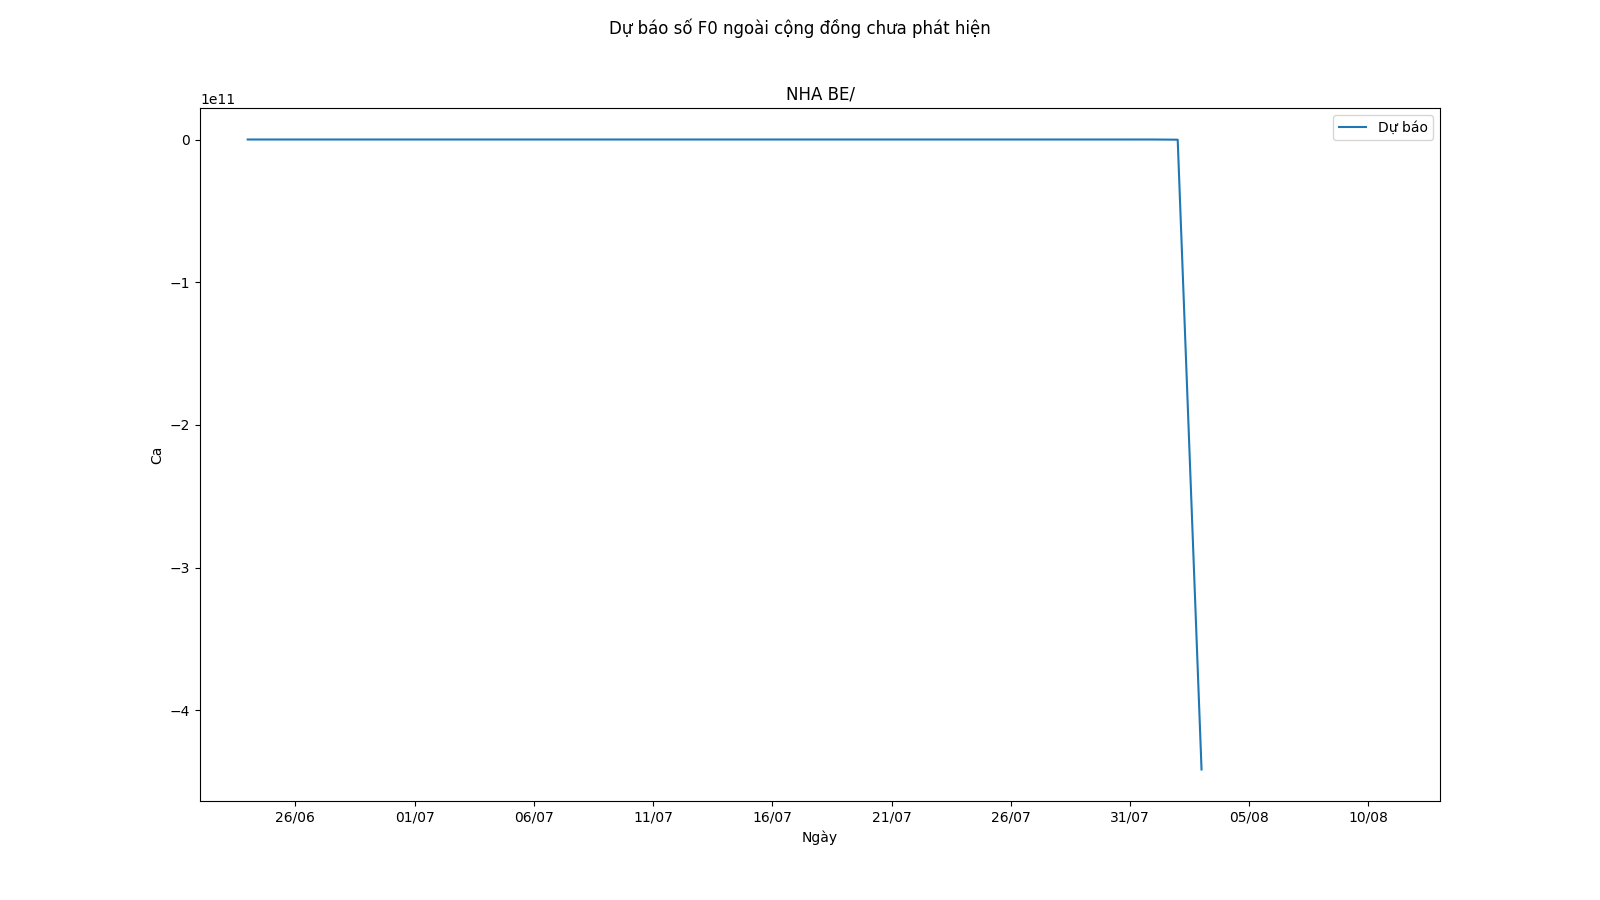 Dự báo số F0 ngoài cộng đồng chưa phát hiện
NHA BE/
1e11
Dự báo
0
−1
−2
−3
−4
Ca
26/06 01/07 06/07 11/07 16/07 21/07 26/07 31/07 05/08 10/08
Ngày